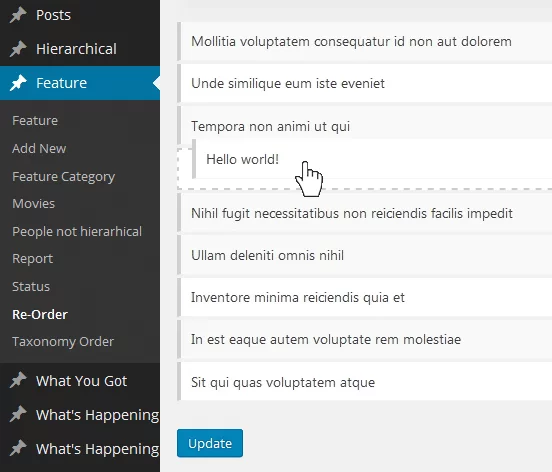 Posts
Hierarchical
Feature
Feature
Add New
Feature Category
Movies
People not hierarhical
Report
Status
Re-Order
Taxonomy Order
What You Got
What's Happening
What's Happening
Mollitia voluptatem consequatur id non aut dolorem
Unde similique eum iste eveniet
Tempora non animi ut qui
Hello world!
Nihil fugit necessitatibus non reiciendis facilis impedit
Ullam deleniti omnis nihil
Inventore minima reiciendis quia et
In est eaque autem voluptate rem molestiae
Sit qui quas voluptatem atque
Update